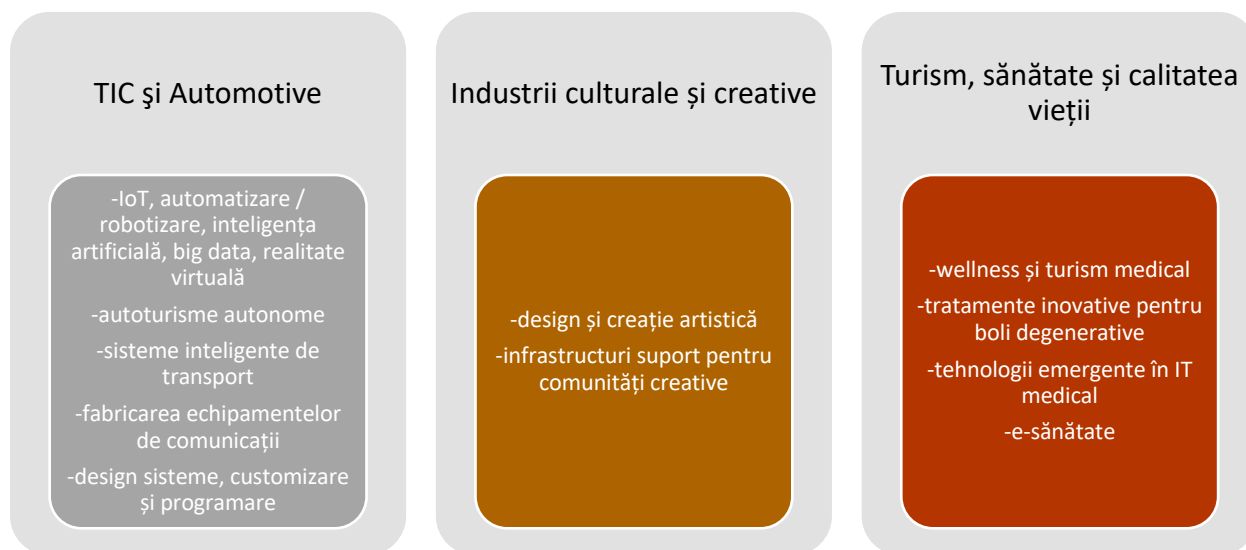 TIC şi Automotive
-IoT, automatizare /
robotizare, inteligența
artificială, big data, realitate
virtuală
-autoturisme autonome
-sisteme inteligente de
transport
-fabricarea echipamentelor
de comunicații
-design sisteme, customizare
și programare
Industrii culturale și creative
-design și creație artistică
-infrastructuri suport pentru
comunități creative
Turism, sănătate și calitatea
vieții
-wellness și turism medical
-tratamente inovative pentru
boli degenerative
-tehnologii emergente în IT
medical
-e-sănătate